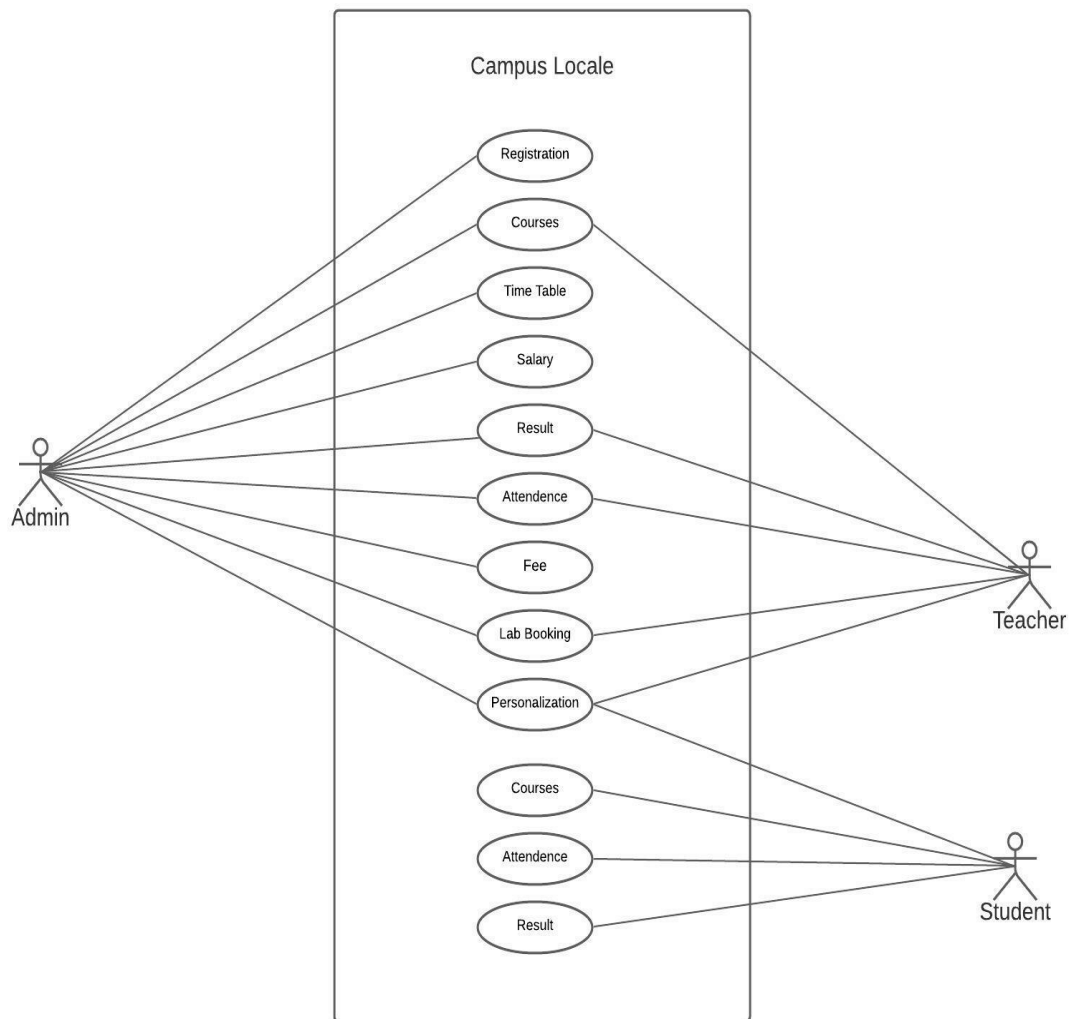 Campus Locale
Registration
Courses
Time Table
Salary
Result
Attendence
Fee
Lab Booking
Personalization
Courses
Attendence
Result
Admin
Teacher
Student